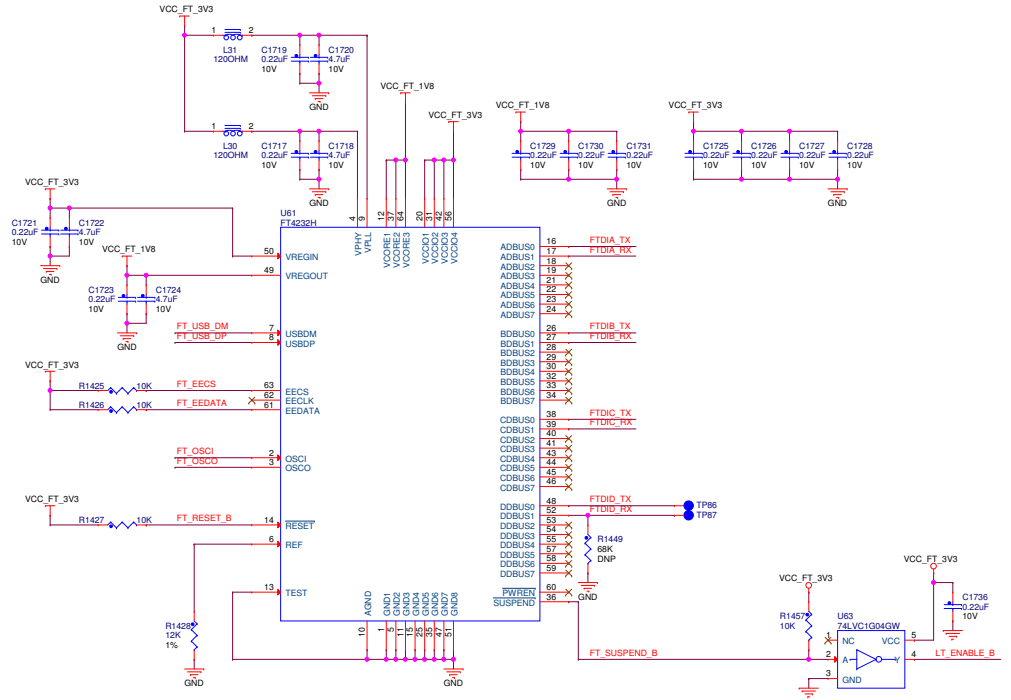 VCC_FT_3V3
1 2
L31
120OHM
C1719
0.22uF
10V
C1720
4.7uF
10V
GND
1 2
L30
120OHM
C1717
0.22uF
10V
C1718
4.7uF
10V
GND
VCC_FT_1V8
VCC_FT_3V3
VCC_FT_1V8
C1729
0.22uF
10V
C1730
0.22uF
10V
C1731
0.22uF
10V
GND
VCC_FT_3V3
C1725
0.22uF
10V
C1726
0.22uF
10V
C1727
0.22uF
10V
C1728
0.22uF
10V
GND
VCC_FT_3V3
C1721
0.22uF
10V
C1722
4.7uF
10V
GND
VCC_FT_1V8
C1723
0.22uF
10V
C1724
4.7uF
10V
GND
U61
FT4232H
4 VPHY
9 VPLL
12 VCORE1
37 VCORE2
64 VCORE3
20 VCCIO1
31 VCCIO2
42 VCCIO3
56 VCCIO4
50 VREGIN
49 VREGOUT
FT_USB_DM 7 USBDM
FT_USB_DP 8 USBDP
VCC_FT_3V3
R1425 10K FT_EECS 63 EECS
62 EECLK
R1426 10K FT_EEDATA 61 EEDATA
FT_OSCI 2 OSCI
FT_OSCO 3 OSCO
VCC_FT_3V3
R1427 10K FT_RESET_B 14 RESET
6 REF
13 TEST
R1428
12K
1%
GND
ADBUS0 16 FTDIA_TX
ADBUS1 17 FTDIA_RX
ADBUS2 18
ADBUS3 19
ADBUS4 21
ADBUS5 22
ADBUS6 23
ADBUS7 24
BDBUS0 26 FTDIB_TX
BDBUS1 27 FTDIB_RX
BDBUS2 28
BDBUS3 29
BDBUS4 30
BDBUS5 32
BDBUS6 33
BDBUS7 34
CDBUS0 38 FTDIC_TX
CDBUS1 39 FTDIC_RX
CDBUS2 40
CDBUS3 41
CDBUS4 43
CDBUS5 44
CDBUS6 45
CDBUS7 46
DDBUS0 48 FTDID_TX TP86
DDBUS1 52 FTDID_RX TP87
DDBUS2 53
DDBUS3 54
DDBUS4 55
DDBUS5 57
DDBUS6 58
DDBUS7 59
PWREN 60
SUSPEND 36
R1449
68K
DNP
GND
AGND 10
GND1 1
GND2 5
GND3 11
GND4 15
GND5 25
GND6 35
GND7 47
GND8 51
GND
FT_SUSPEND_B
VCC_FT_3V3
R1457
10K
U63
74LVC1G04GW
1 NC VCC 5
2 A Y 4
3 GND
LT_ENABLE_B
VCC_FT_3V3
C1736
0.22uF
10V